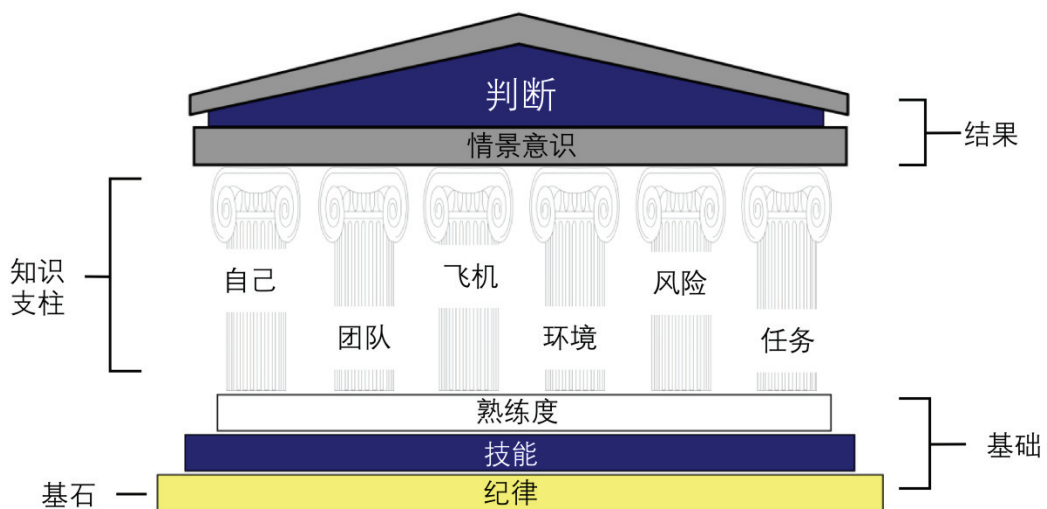 判断
情景意识
结果
知识
支柱
自己
飞机
风险
团队
环境
任务
熟练度
技能
基础
基石
纪律